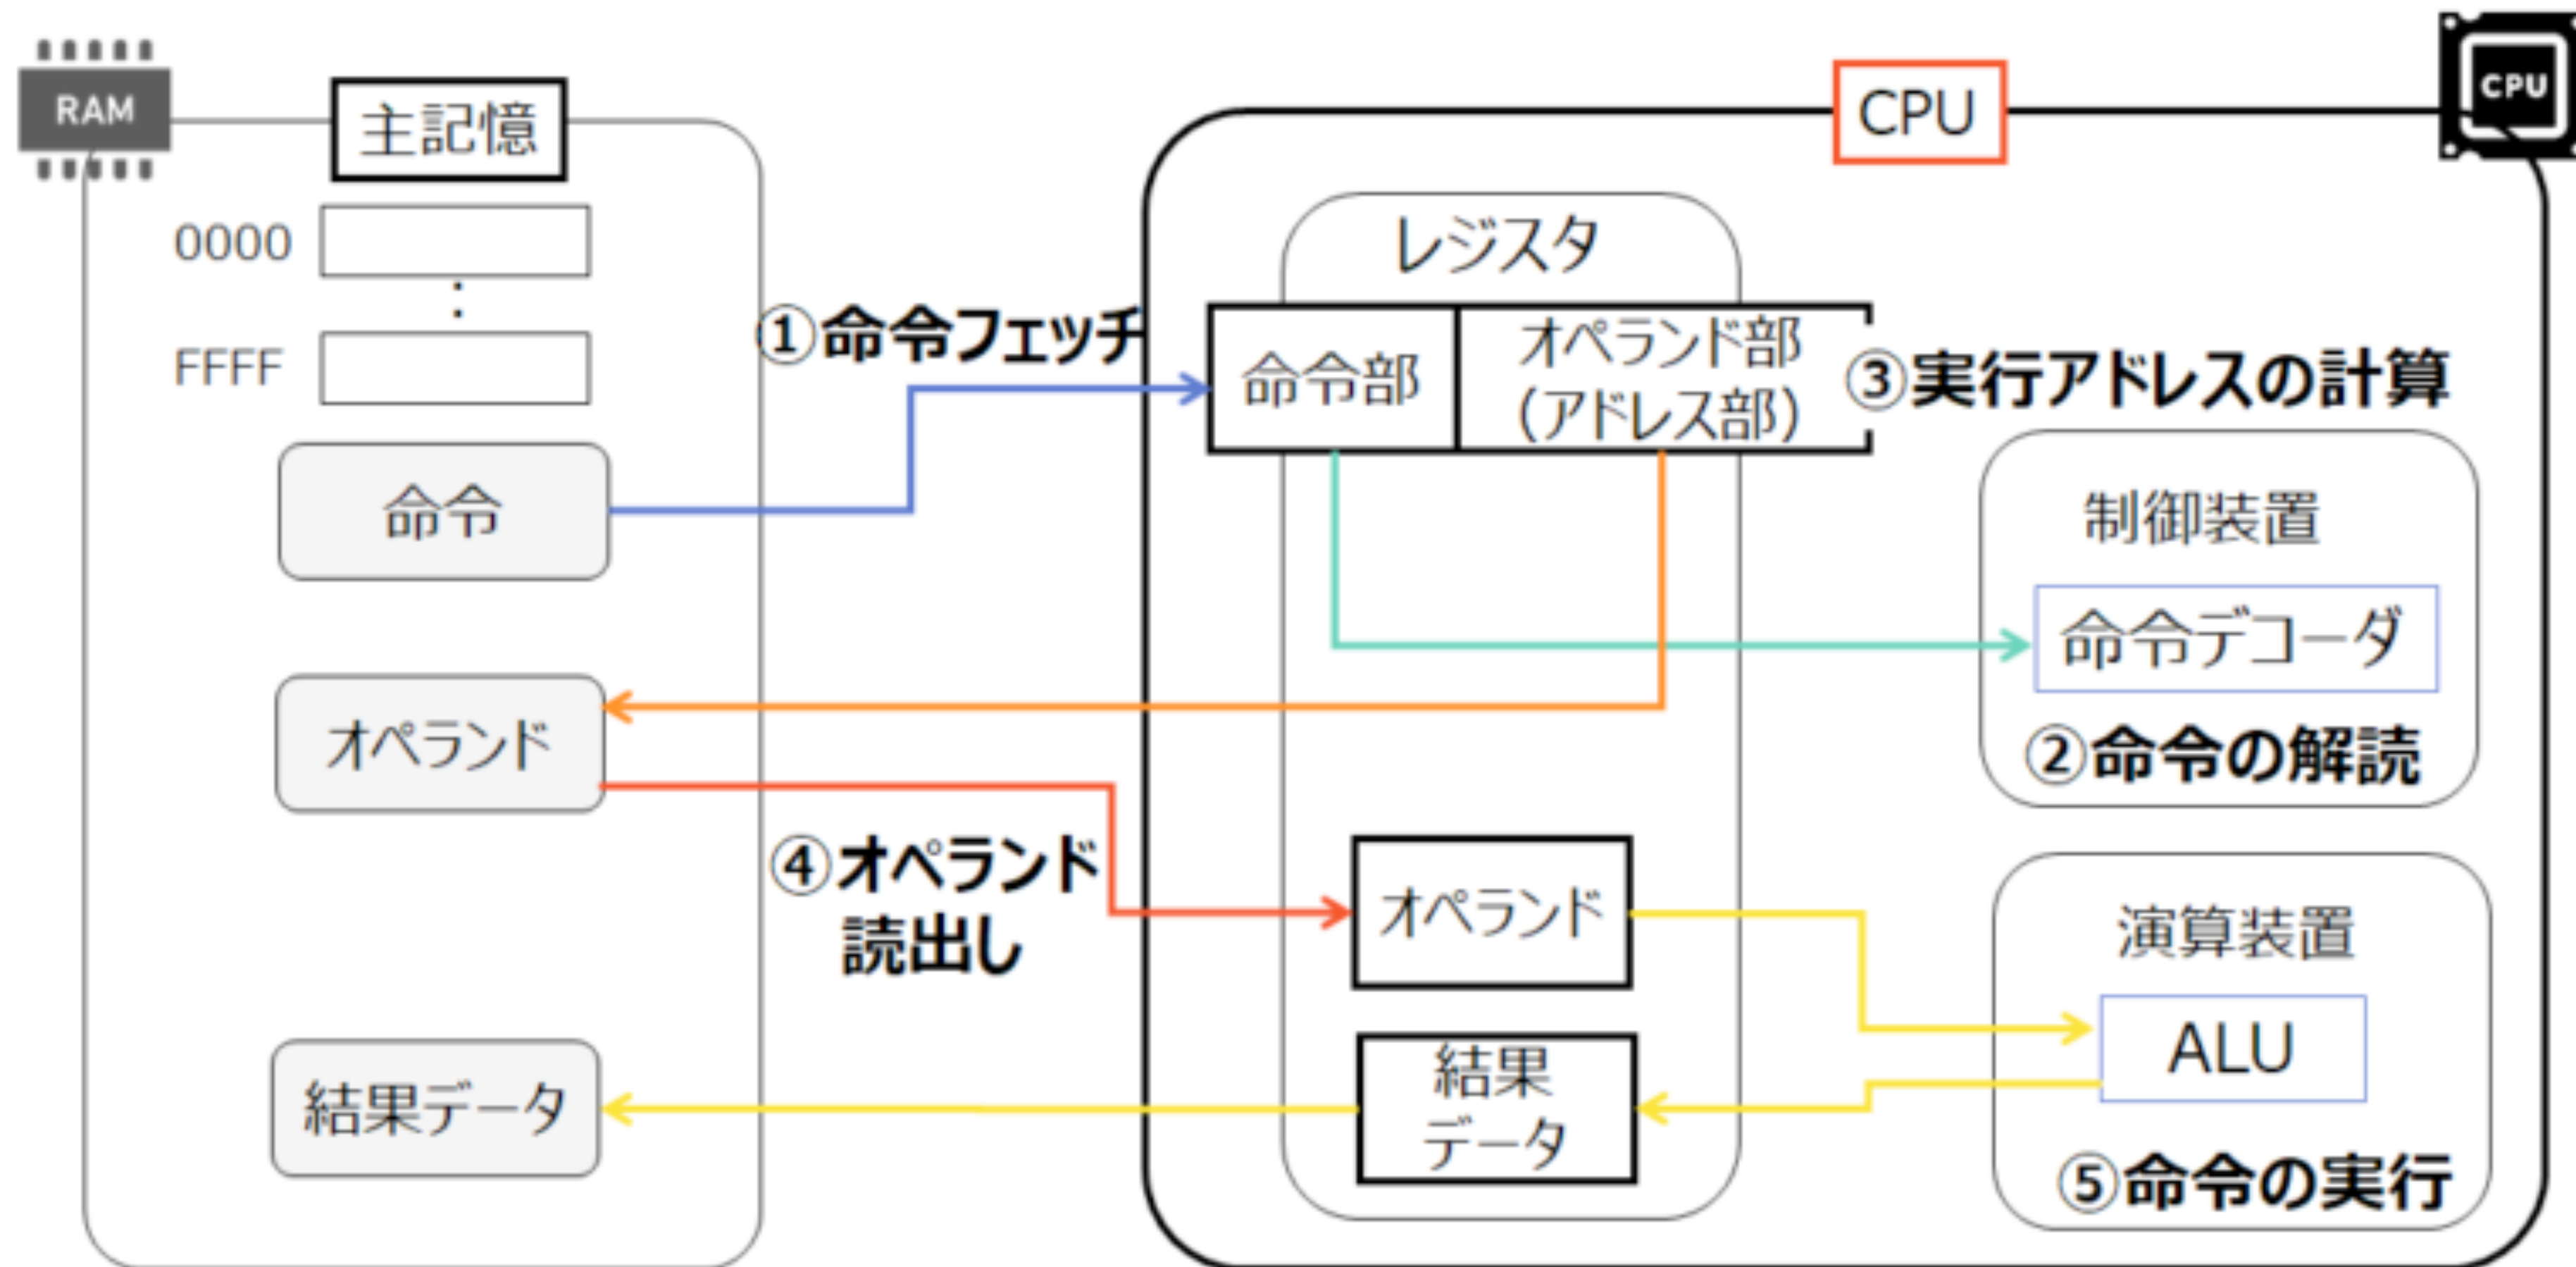 RAM
主記憶
0000
:
FFFF
命令
オペランド
結果データ
①命令フェッチ
④オペランド
読出し
CPU
CPU
レジスタ
命令部
オペランド部
(アドレス部)
③実行アドレスの計算
制御装置
命令デコーダ
②命令の解読
オペランド
結果
データ
演算装置
ALU
⑤命令の実行